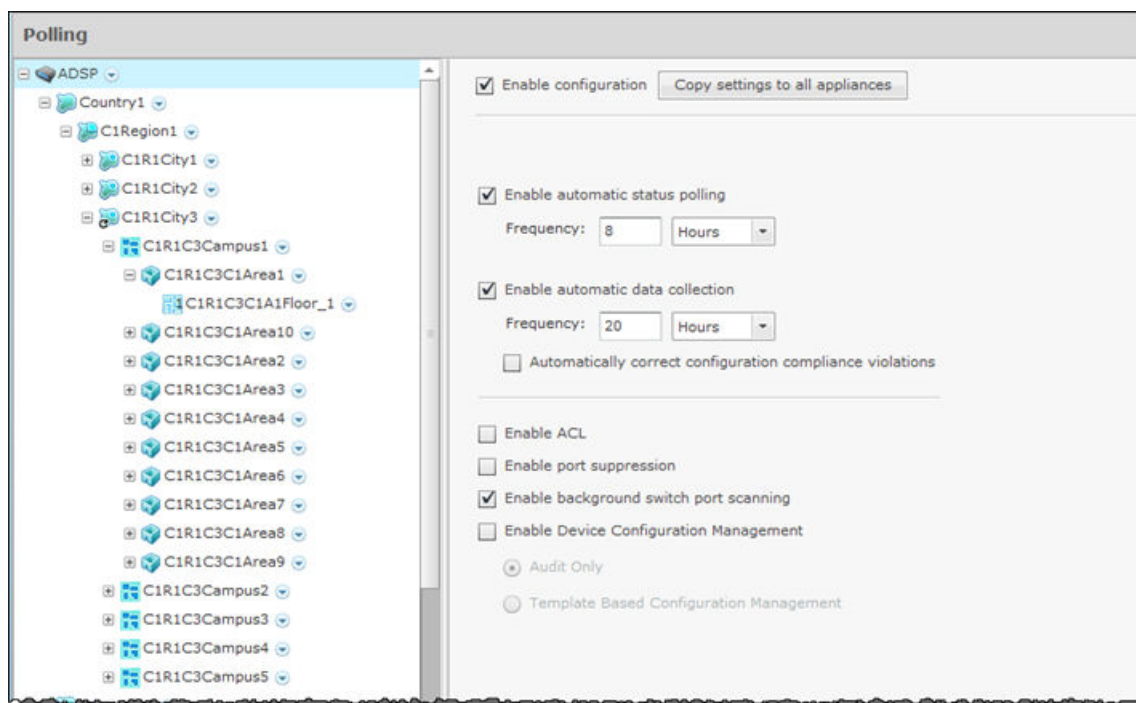 Polling
ADSP
Country1
C1Region1
C1R1City1
C1R1City2
C1R1City3
C1R1C3Campus1
C1R1C3C1Area1
C1R1C3C1A1Floor_1
C1R1C3C1Area10
C1R1C3C1Area2
C1R1C3C1Area3
C1R1C3C1Area4
C1R1C3C1Area5
C1R1C3C1Area6
C1R1C3C1Area7
C1R1C3C1Area8
C1R1C3C1Area9
C1R1C3Campus2
C1R1C3Campus3
C1R1C3Campus4
C1R1C3Campus5
Enable configuration Copy settings to all appliances
Enable automatic status polling
Frequency: 8 Hours
Enable automatic data collection
Frequency: 20 Hours
Automatically correct configuration compliance violations
Enable ACL
Enable port suppression
Enable background switch port scanning
Enable Device Configuration Management
Audit Only
Template Based Configuration Management